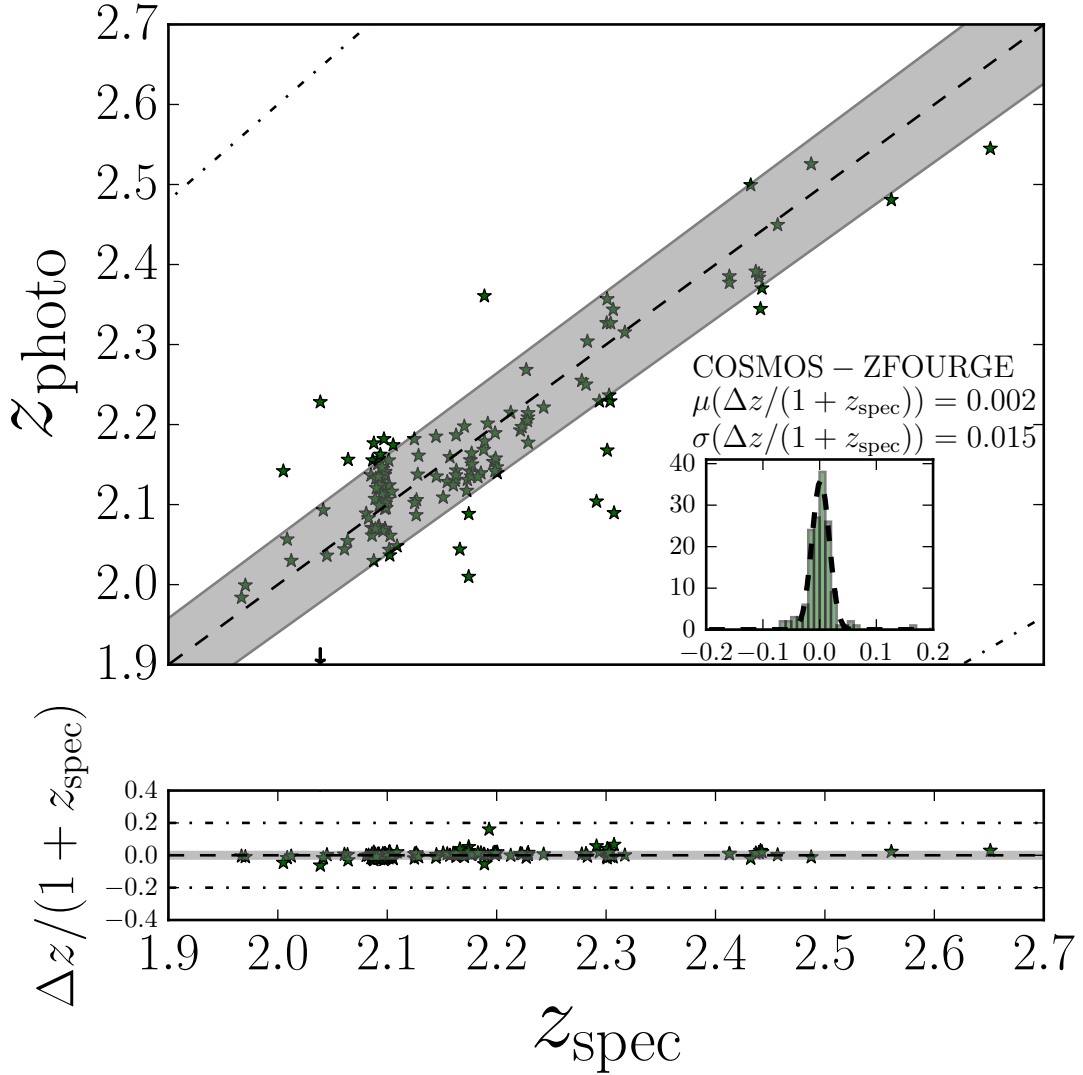 2.7
2.6
2.5
2.4
2.3
2.2
2.1
2.0
1.9
z_photo
COSMOS − ZFOURGE
μ(Δz/(1 + z_spec)) = 0.002
σ(Δz/(1 + z_spec)) = 0.015
40
30
20
10
0
−0.2 −0.1 0.0 0.1 0.2
Δz/(1 + z_spec)
0.4
0.2
0.0
−0.2
−0.4
1.9 2.0 2.1 2.2 2.3 2.4 2.5 2.6 2.7
z_spec